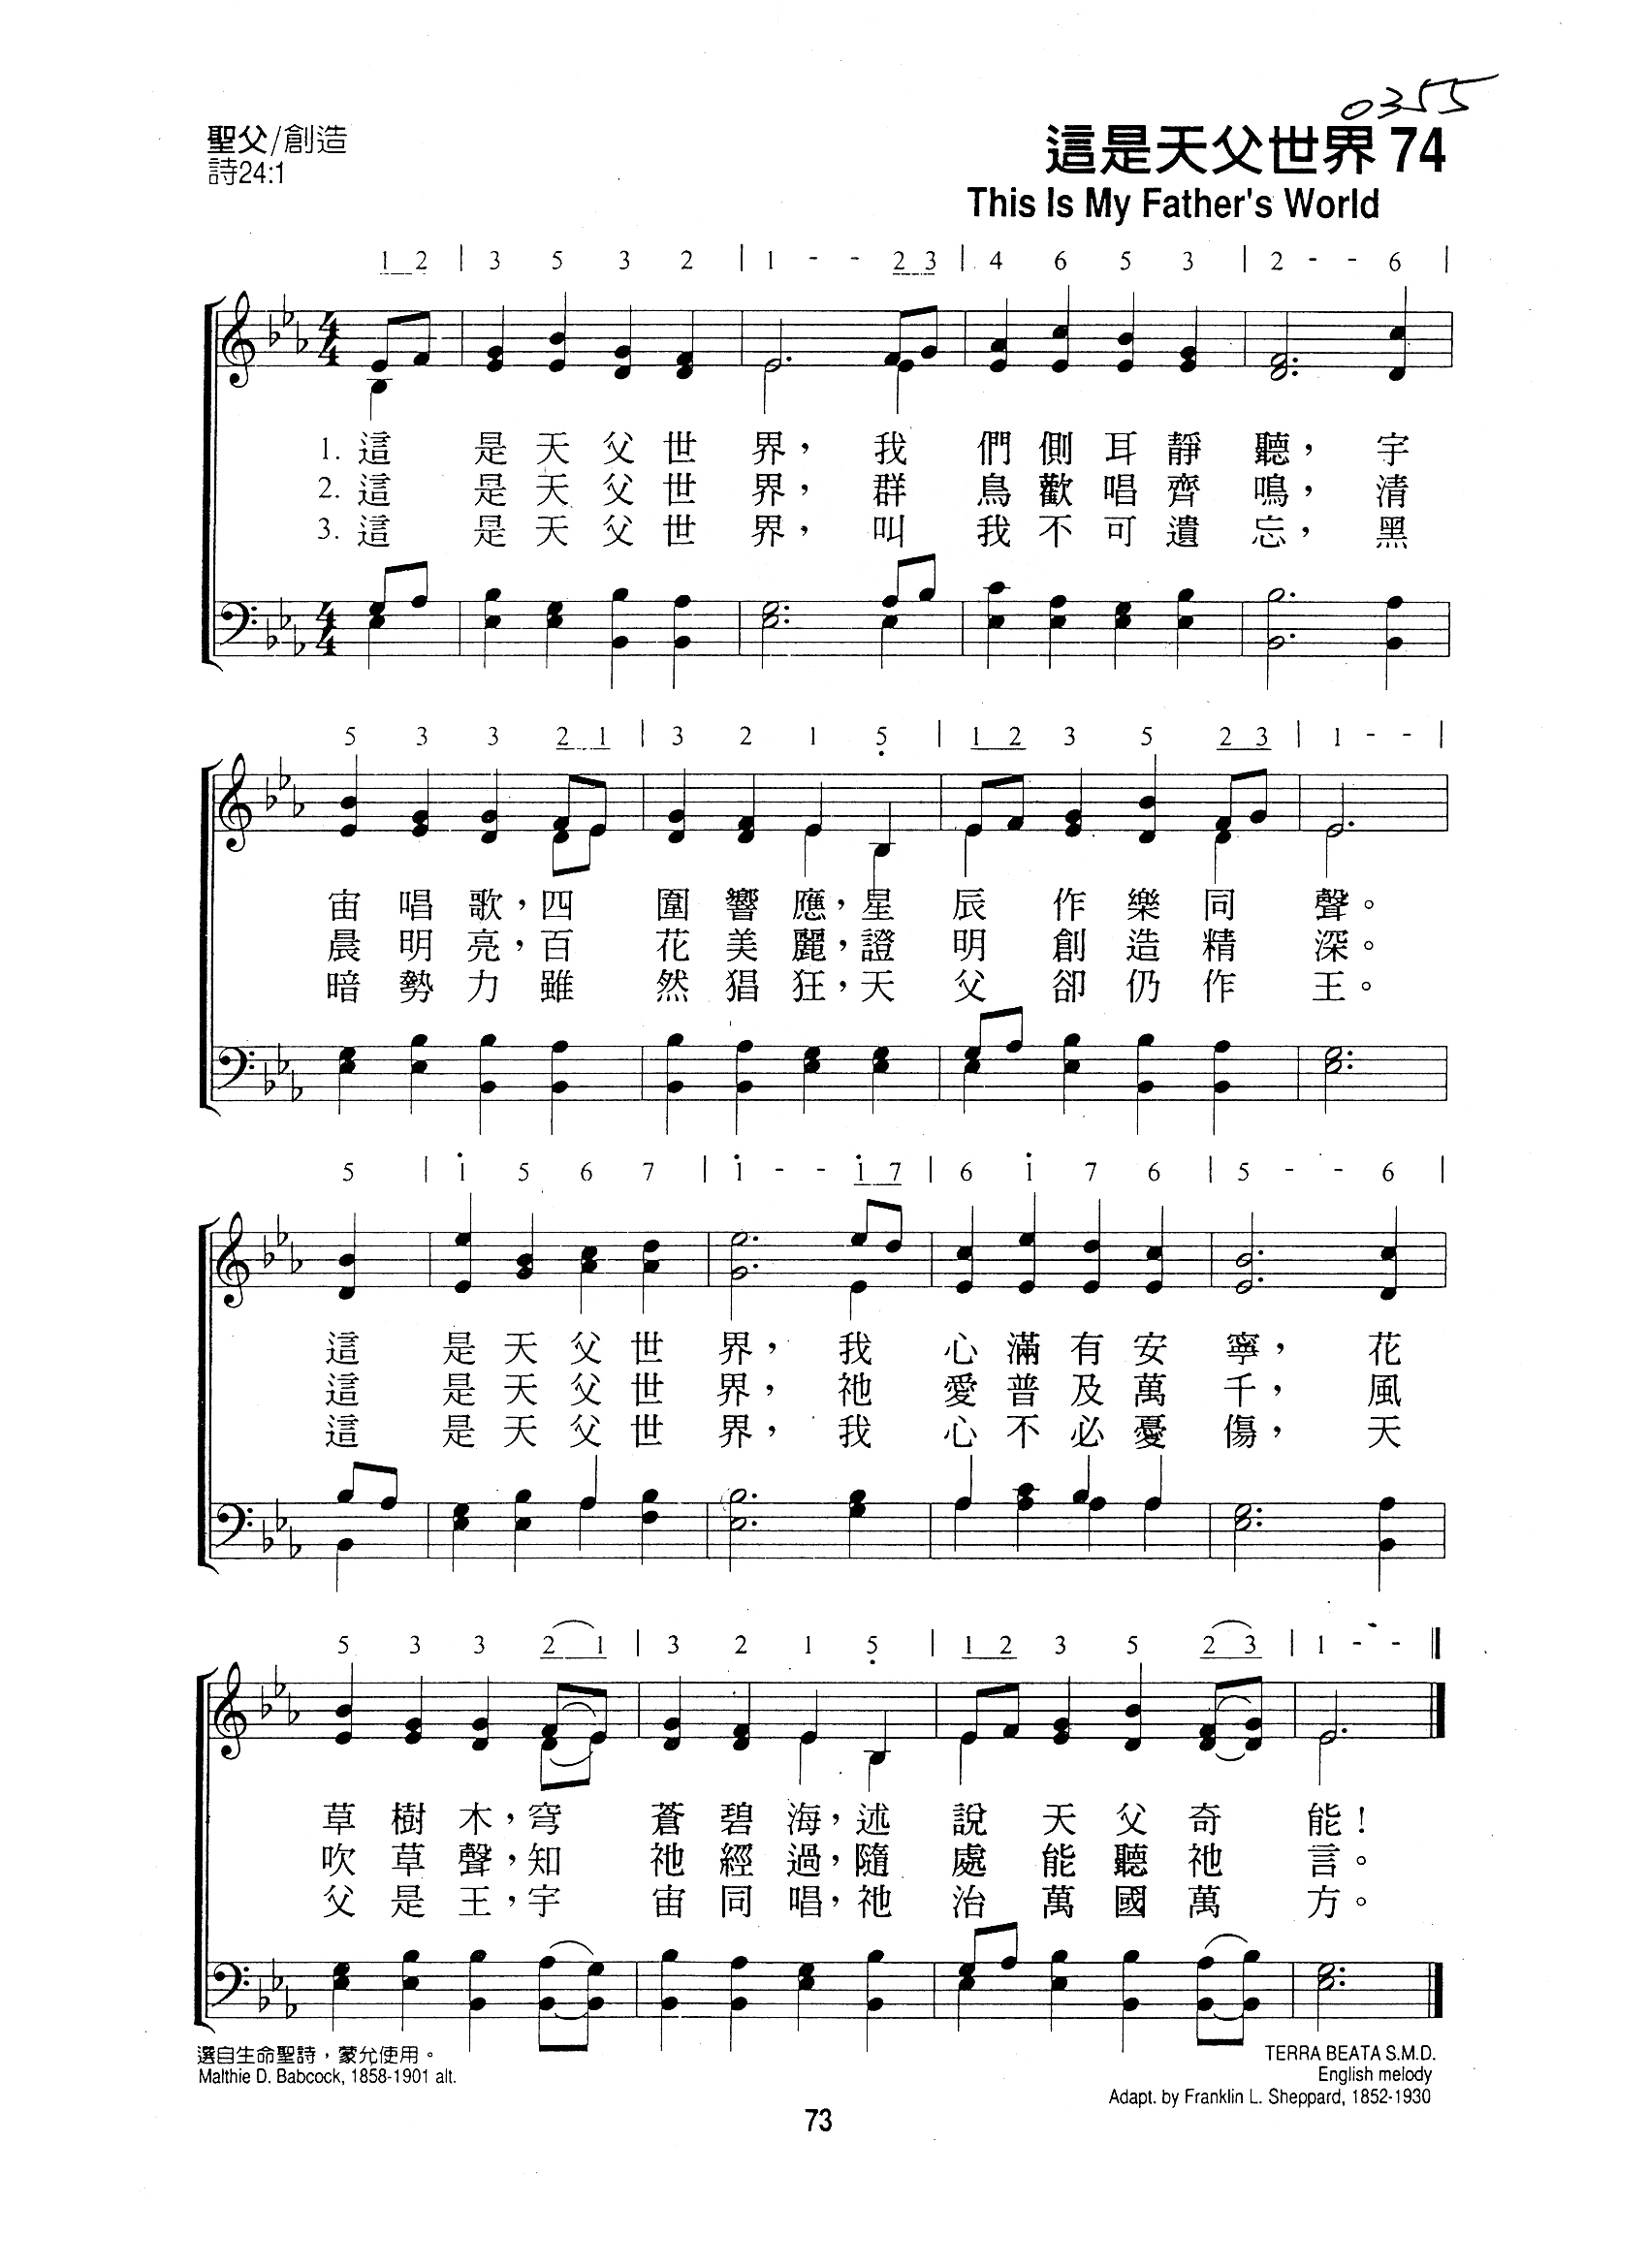 0355
聖父/創造
詩24:1
這是天父世界 74
This Is My Father's World
1 2 | 3 5 3 2 | 1 - - 2 3 | 4 6 5 3 | 2 - - 6 |
1. 這 是 天 父 世 界， 我 們 側 耳 靜 聽， 宇
2. 這 是 天 父 世 界， 群 鳥 歡 唱 齊 鳴， 清
3. 這 是 天 父 世 界， 叫 我 不 可 遺 忘， 黑
5 3 3 2 1 | 3 2 1 5̣ | 1 2 3 5 2 3 | 1 - - |
宙 唱 歌，四 圍 響 應，星 辰 作 樂 同 聲。
晨 明 亮，百 花 美 麗，證 明 創 造 精 深。
暗 勢 力 雖 然 猖 狂，天 父 卻 仍 作 王。
5 | i 5 6 7 | i - - i 7 | 6 i 7 6 | 5 - - 6 |
這 是 天 父 世 界， 我 心 滿 有 安 寧， 花
這 是 天 父 世 界， 祂 愛 普 及 萬 千， 風
這 是 天 父 世 界， 我 心 不 必 憂 傷， 天
5 3 3 2 1 | 3 2 1 5̣ | 1 2 3 5 2 3 | 1 - - ‖
草 樹 木，穹 蒼 碧 海，述 說 天 父 奇 能！
吹 草 聲，知 祂 經 過，隨 處 能 聽 祂 言。
父 是 王，宇 宙 同 唱，祂 治 萬 國 萬 方。
選自生命聖詩，蒙允使用。
Malthie D. Babcock, 1858-1901 alt.
TERRA BEATA S.M.D.
English melody
Adapt. by Franklin L. Sheppard, 1852-1930
73